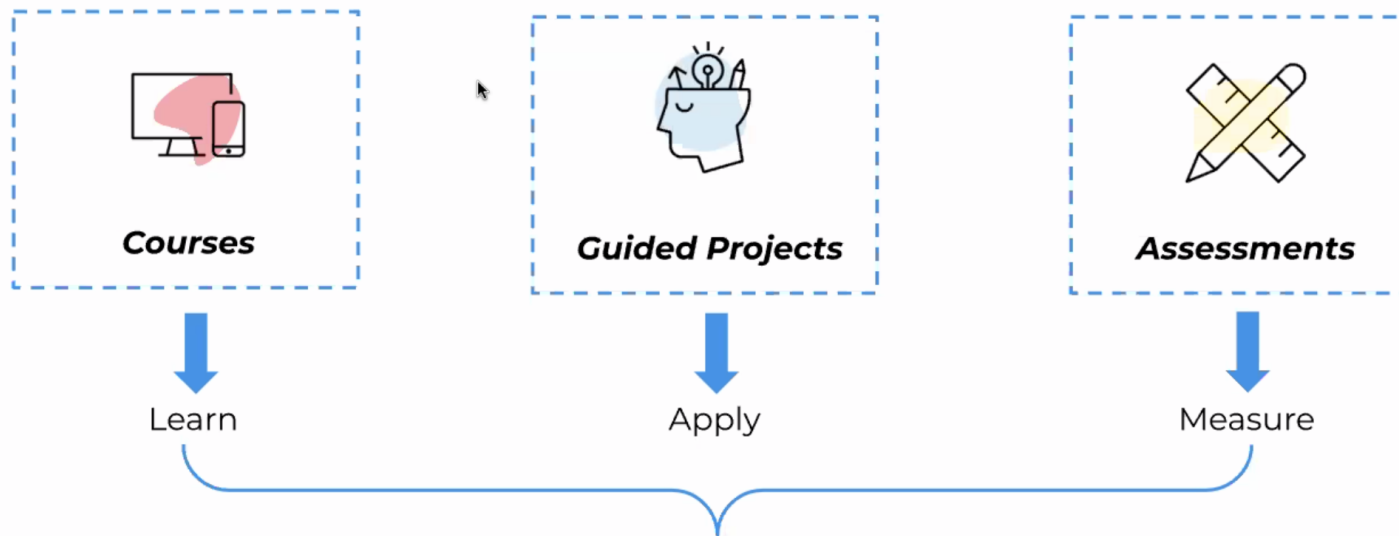 Courses
Guided Projects
Assessments
Learn
Apply
Measure